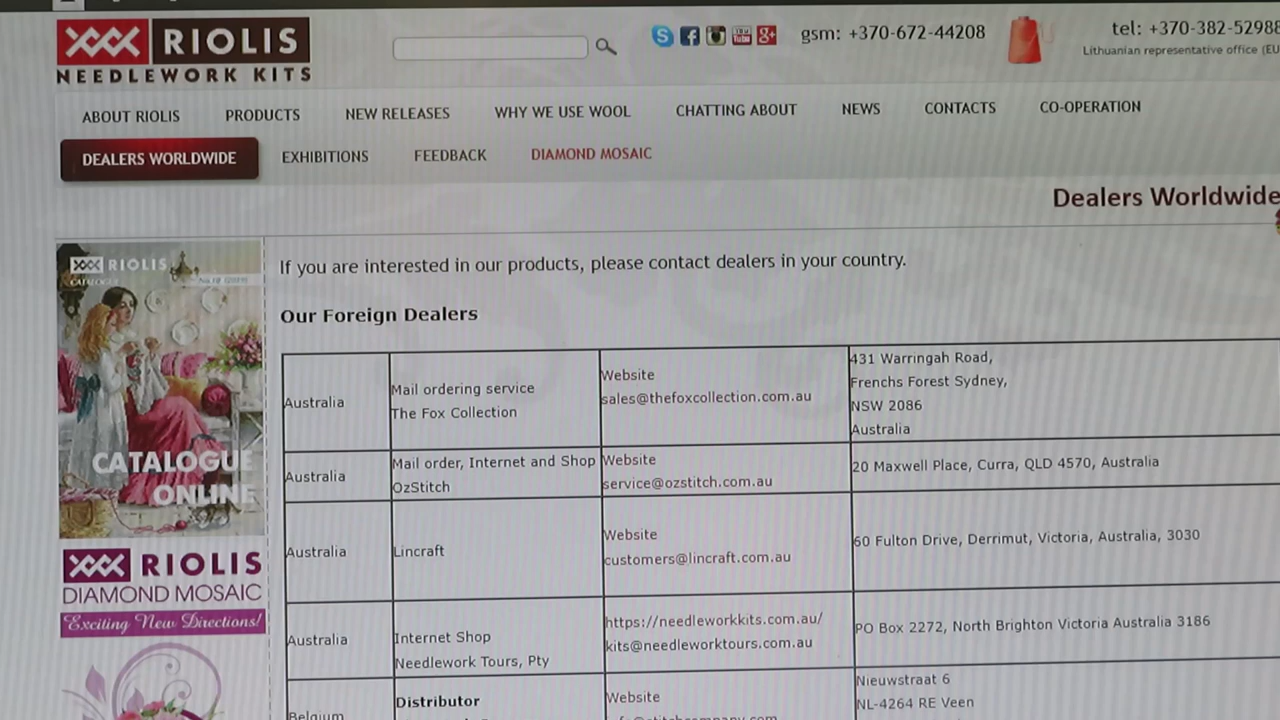 RIOLIS
NEEDLEWORK KITS
gsm: +370-672-44208
tel: +370-382-52988
Lithuanian representative office (EU
ABOUT RIOLIS
PRODUCTS
NEW RELEASES
WHY WE USE WOOL
CHATTING ABOUT
NEWS
CONTACTS
CO-OPERATION
DEALERS WORLDWIDE
EXHIBITIONS
FEEDBACK
DIAMOND MOSAIC
Dealers Worldwide
RIOLIS
CATALOGUE
CATALOGUE
ONLINE
RIOLIS
DIAMOND MOSAIC
Exciting New Directions!
If you are interested in our products, please contact dealers in your country.
Our Foreign Dealers
Australia
Mail ordering service
The Fox Collection
Website
sales@thefoxcollection.com.au
431 Warringah Road,
Frenchs Forest Sydney,
NSW 2086
Australia
Australia
Mail order, Internet and Shop
OzStitch
Website
service@ozstitch.com.au
20 Maxwell Place, Curra, QLD 4570, Australia
Australia
Lincraft
Website
customers@lincraft.com.au
60 Fulton Drive, Derrimut, Victoria, Australia, 3030
Australia
Internet Shop
Needlework Tours, Pty
https://needleworkkits.com.au/
kits@needleworktours.com.au
PO Box 2272, North Brighton Victoria Australia 3186
Belgium
Distributor
Website
Nieuwstraat 6
NL-4264 RE Veen